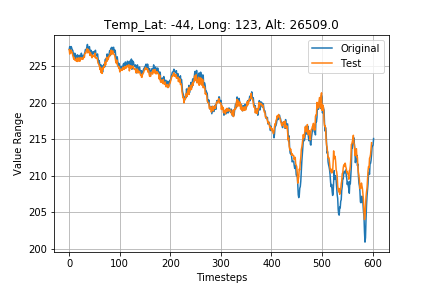 Temp_Lat: -44, Long: 123, Alt: 26509.0
Original
Test
Value Range
225
220
215
210
205
200
0 100 200 300 400 500 600
Timesteps